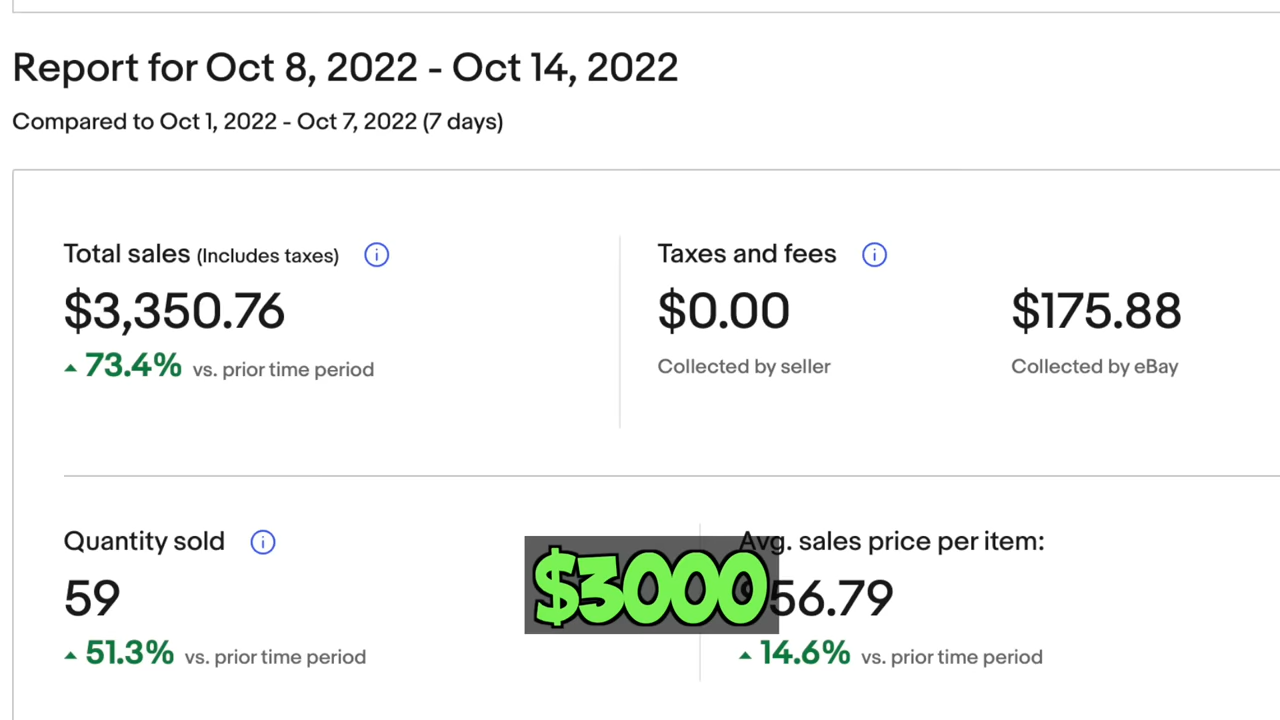 Report for Oct 8, 2022 - Oct 14, 2022
Compared to Oct 1, 2022 - Oct 7, 2022 (7 days)
Total sales (Includes taxes)
$3,350.76
73.4% vs. prior time period
Taxes and fees
$0.00 $175.88
Collected by seller Collected by eBay
Quantity sold
59
51.3% vs. prior time period
Avg. sales price per item:
56.79
14.6% vs. prior time period
$3000